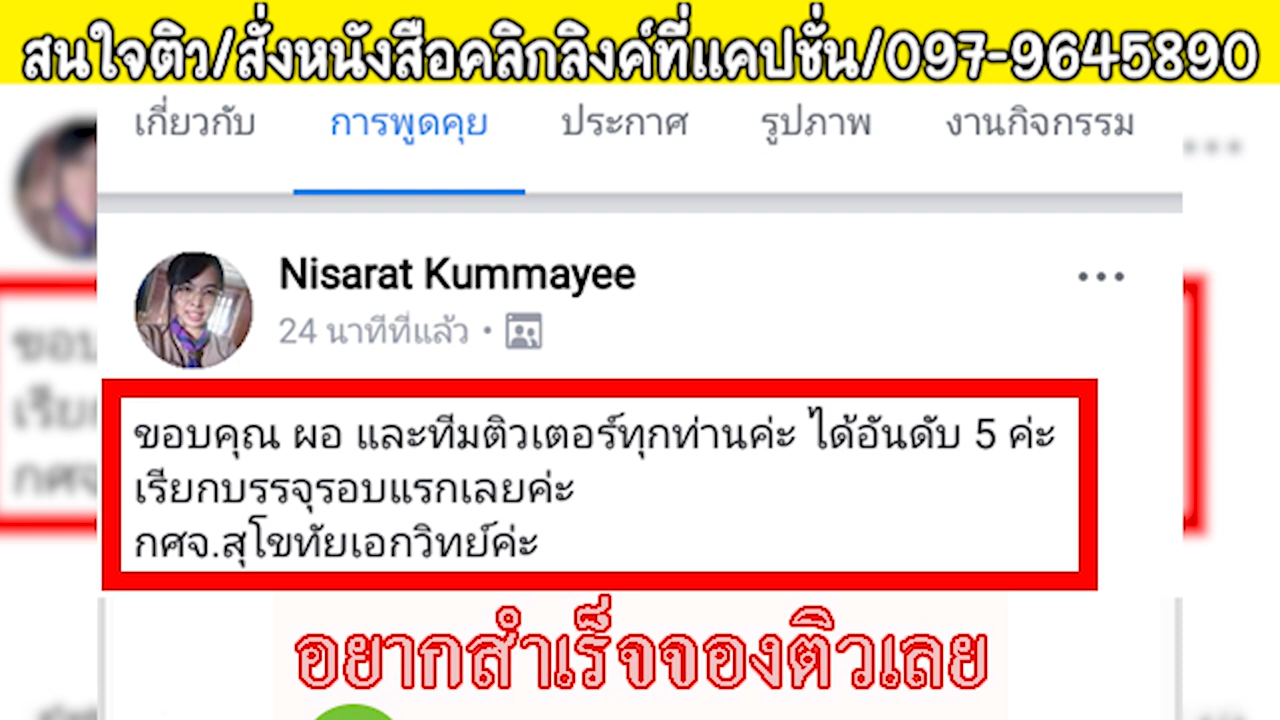 สนใจติว/สั่งหนังสือคลิกลิงค์ที่แคปชั่น/097-9645890
เกี่ยวกับ การพูดคุย ประกาศ รูปภาพ งานกิจกรรม
Nisarat Kummayee
24 นาทีที่แล้ว
ขอบคุณ ผอ และทีมติวเตอร์ทุกท่านค่ะ ได้อันดับ 5 ค่ะ
เรียกบรรจุรอบแรกเลยค่ะ
กศจ.สุโขทัยเอกวิทย์ค่ะ
อยากสำเร็จจองติวเลย